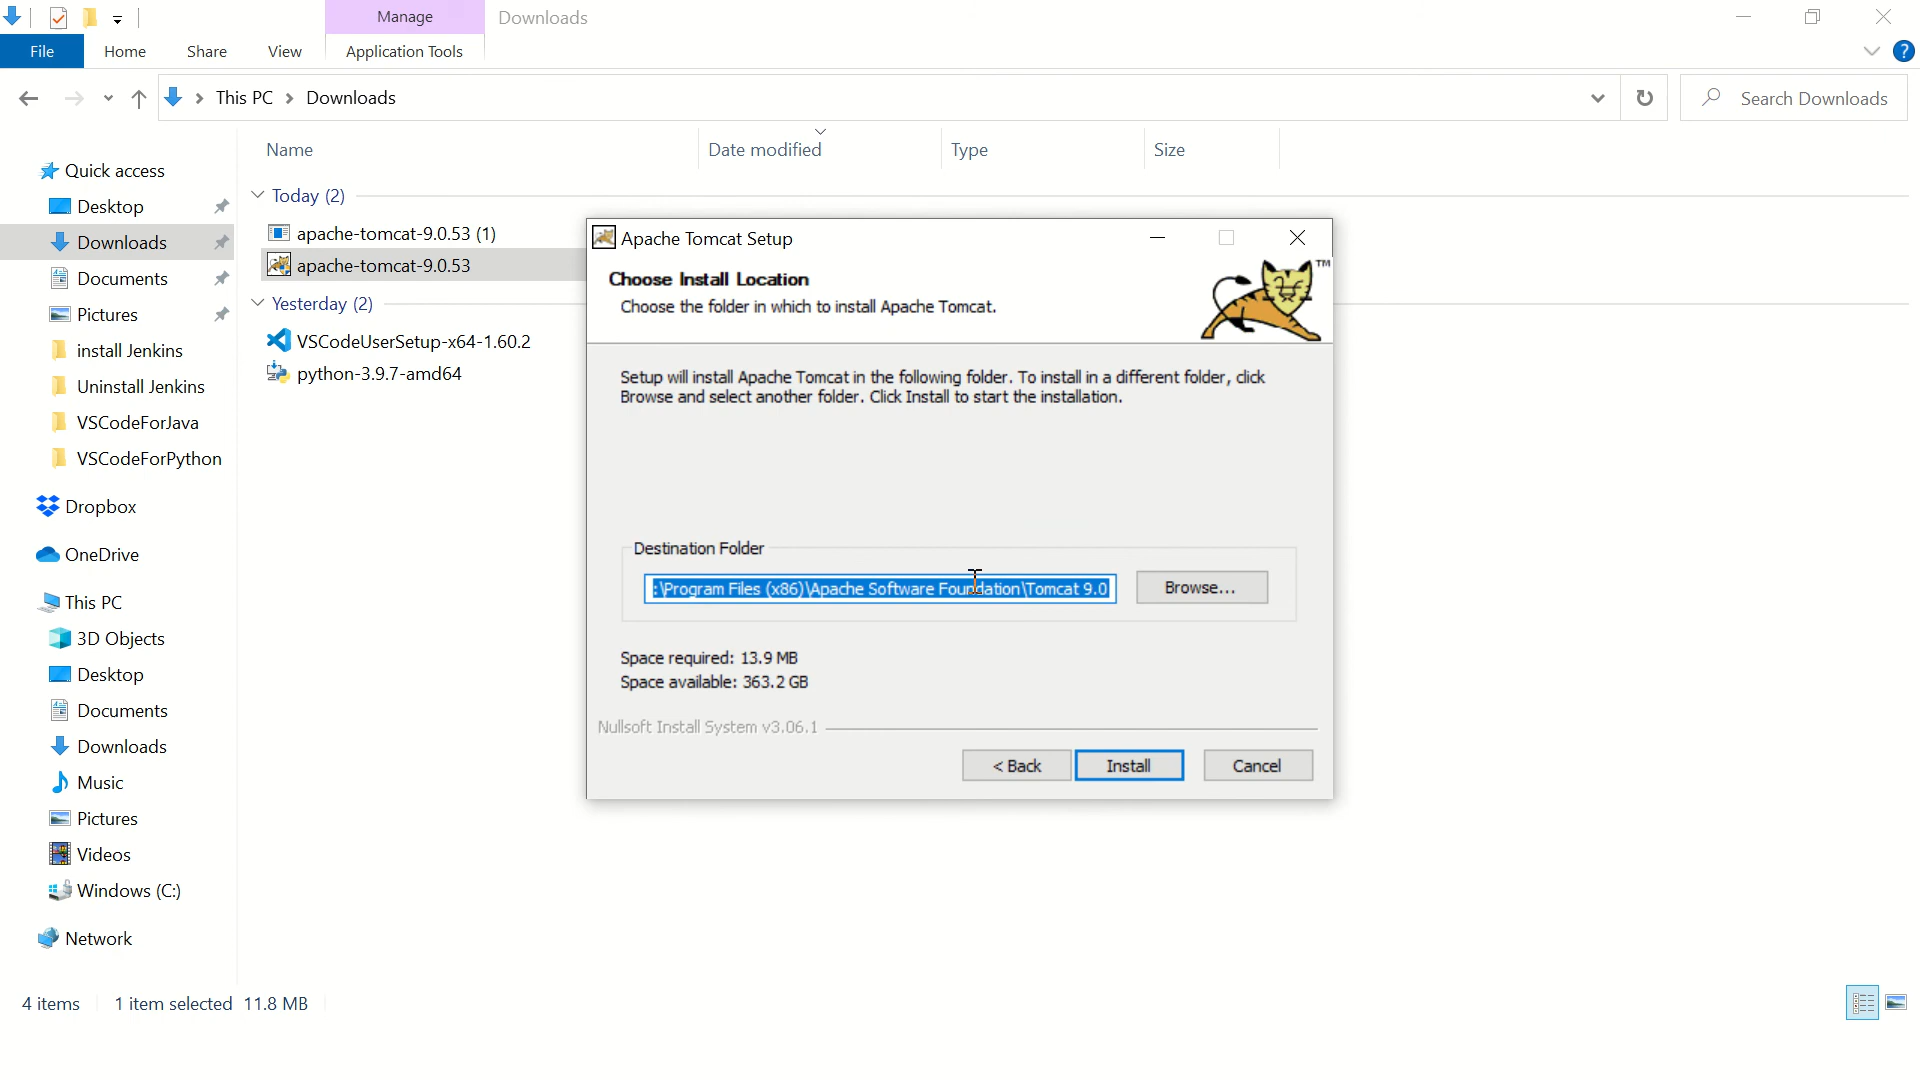 Manage
Downloads
File
Home
Share
View
Application Tools
?
This PC
Downloads
Search Downloads
Name
Date modified
Type
Size
Quick access
Desktop
Downloads
Documents
Pictures
install Jenkins
Uninstall Jenkins
VSCodeForJava
VSCodeForPython
Dropbox
OneDrive
This PC
3D Objects
Desktop
Documents
Downloads
Music
Pictures
Videos
Windows (C:)
Network
Today (2)
apache-tomcat-9.0.53 (1)
apache-tomcat-9.0.53
Yesterday (2)
VSCodeUserSetup-x64-1.60.2
python-3.9.7-amd64
Apache Tomcat Setup
Choose Install Location
Choose the folder in which to install Apache Tomcat.
TM
Setup will install Apache Tomcat in the following folder. To install in a different folder, click
Browse and select another folder. Click Install to start the installation.
Destination Folder
:\Program Files (x86)\Apache Software Foundation\Tomcat 9.0
Browse...
Space required: 13.9 MB
Space available: 363.2 GB
Nullsoft Install System v3.06.1
< Back
Install
Cancel
4 items
1 item selected 11.8 MB